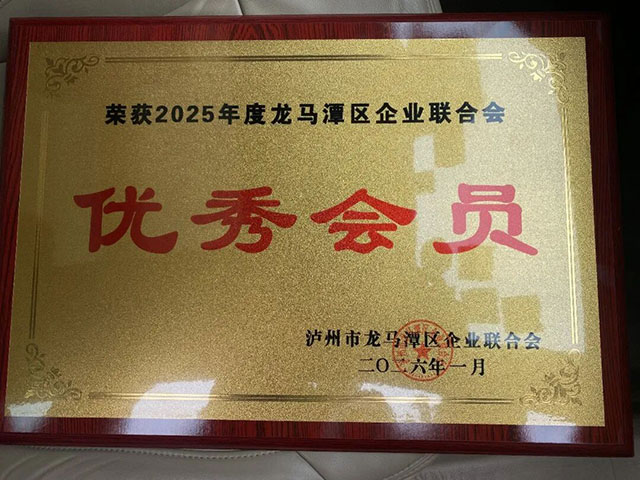 荣获2025年度龙马潭区企业联合会
优秀会员
泸州市龙马潭区企业联合会
二〇二六年一月